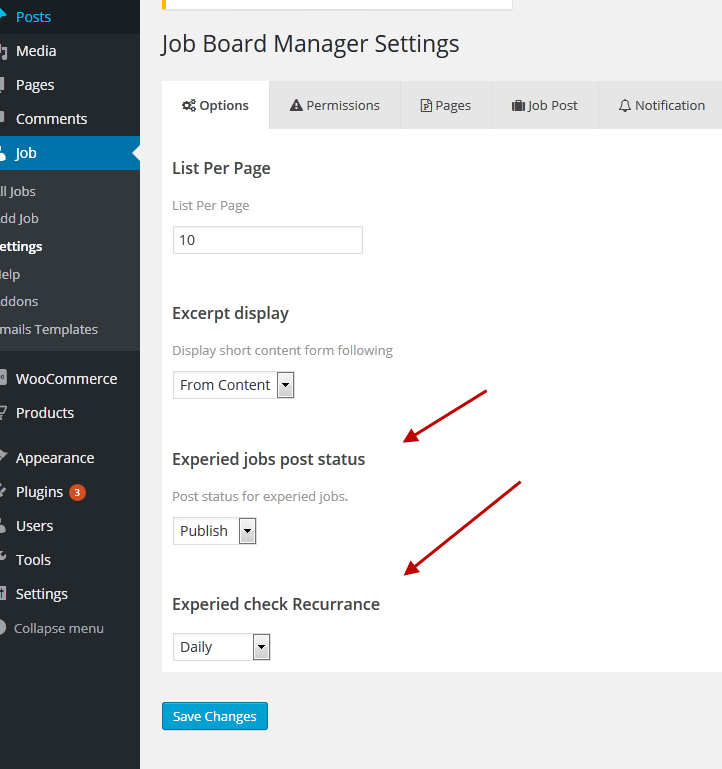 Posts
Media
Pages
Comments
Job
ll Jobs
dd Job
ettings
elp
ddons
mails Templates
WooCommerce
Products
Appearance
Plugins 3
Users
Tools
Settings
Collapse menu
Job Board Manager Settings
Options Permissions Pages Job Post Notification
List Per Page
List Per Page
10
Excerpt display
Display short content form following
From Content
Experied jobs post status
Post status for experied jobs.
Publish
Experied check Recurrance
Daily
Save Changes